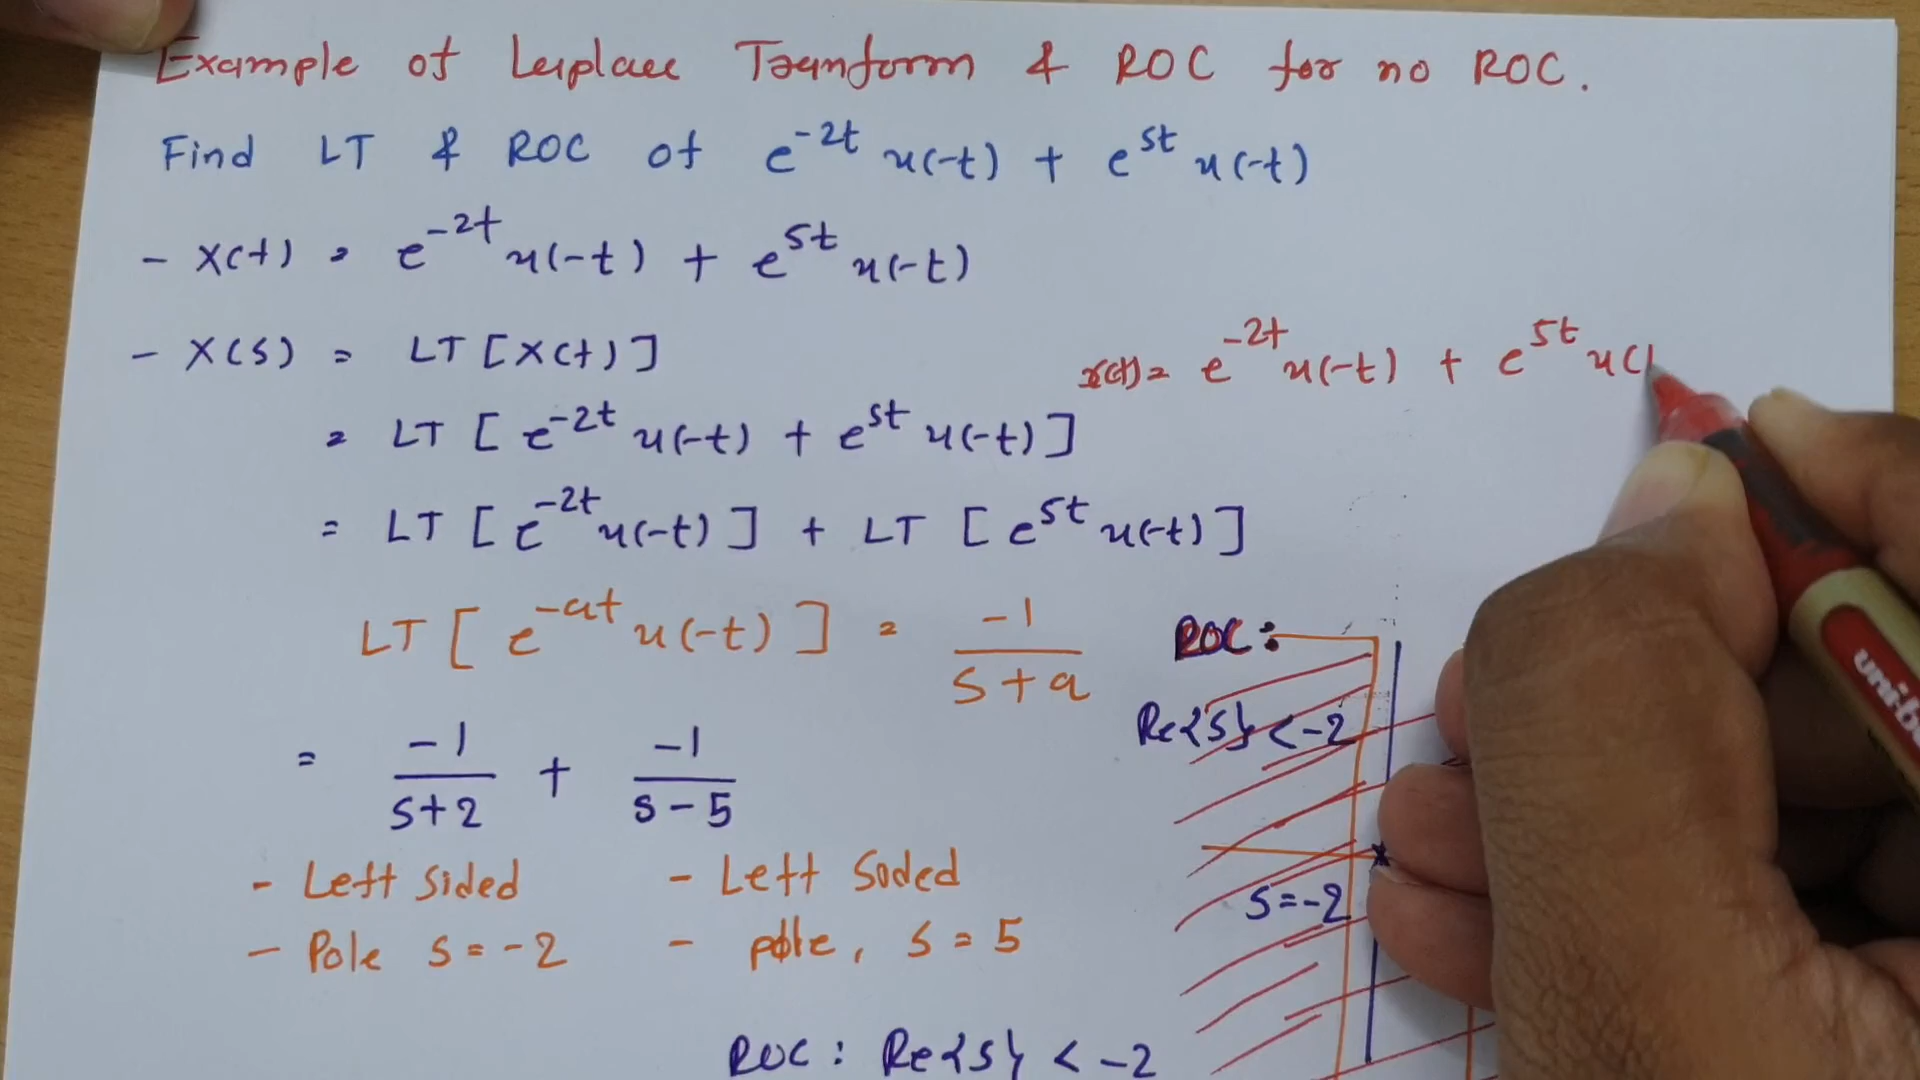 Example of Laplace Transform & ROC for no ROC.
Find LT & ROC of e^-2t u(-t) + e^5t u(-t)
- X(t) = e^-2t u(-t) + e^5t u(-t)
- X(s) = LT [X(t)]
x(t) = e^-2t u(-t) + e^5t u(
= LT [ e^-2t u(-t) + e^5t u(-t) ]
= LT [ e^-2t u(-t) ] + LT [ e^5t u(-t) ]
LT [ e^-at u(-t) ] = -1/(s+a)
ROC:
Re{s} < -2
= -1/(s+2) + -1/(s-5)
- Left sided - Left Soded
s=-2
- Pole s = -2 - pole, s = 5
ROC : Re{s} < -2